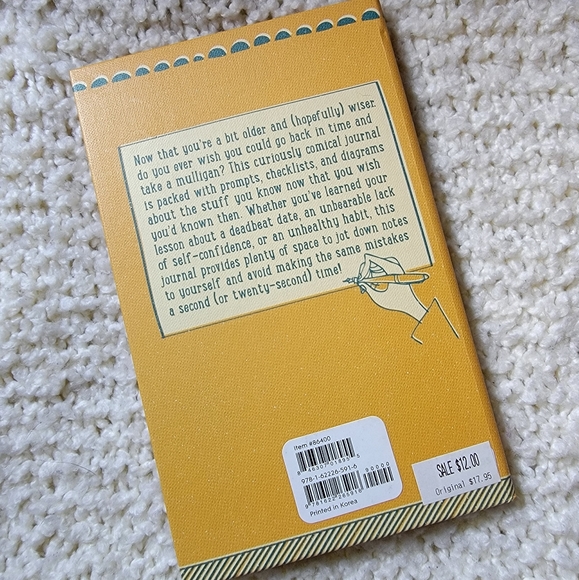 Now that you're a bit older and (hopefully) wiser,
do you ever wish you could go back in time and
take a mulligan? This curiously comical journal
is packed with prompts, checklists, and diagrams
about the stuff you know now that you wish
you'd known then. Whether you've learned your
lesson about a deadbeat date, an unbearable lack
of self-confidence, or an unhealthy habit, this
journal provides plenty of space to jot down notes
to yourself and avoid making the same mistakes
a second (or twenty-second) time!
Item #86400
978-1-62226-591-6
90000
9 781622 265916
Printed in Korea
SALE $12.00
Original $17.95